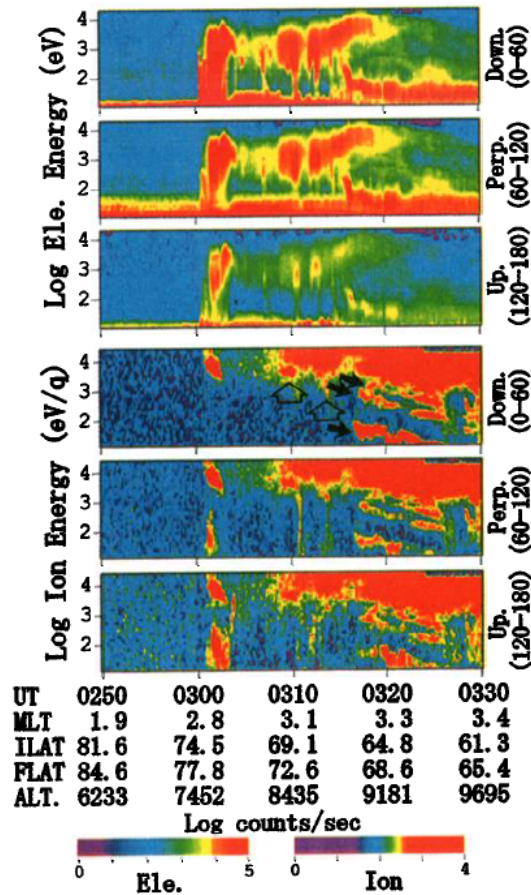 4
3
2
Down.
(0-60)
4
3
2
Perp.
(60-120)
4
3
2
Up.
(120-180)
Log Ele. Energy (eV)
4
3
2
Down.
(0-60)
4
3
2
Perp.
(60-120)
4
3
2
Up.
(120-180)
Log Ion Energy (eV/q)
UT 0250 0300 0310 0320 0330
MLT 1.9 2.8 3.1 3.3 3.4
ILAT 81.6 74.5 69.1 64.8 61.3
FLAT 84.6 77.8 72.6 68.6 65.4
ALT. 6233 7452 8435 9181 9695
Log counts/sec
0 5 0 4
Ele. Ion